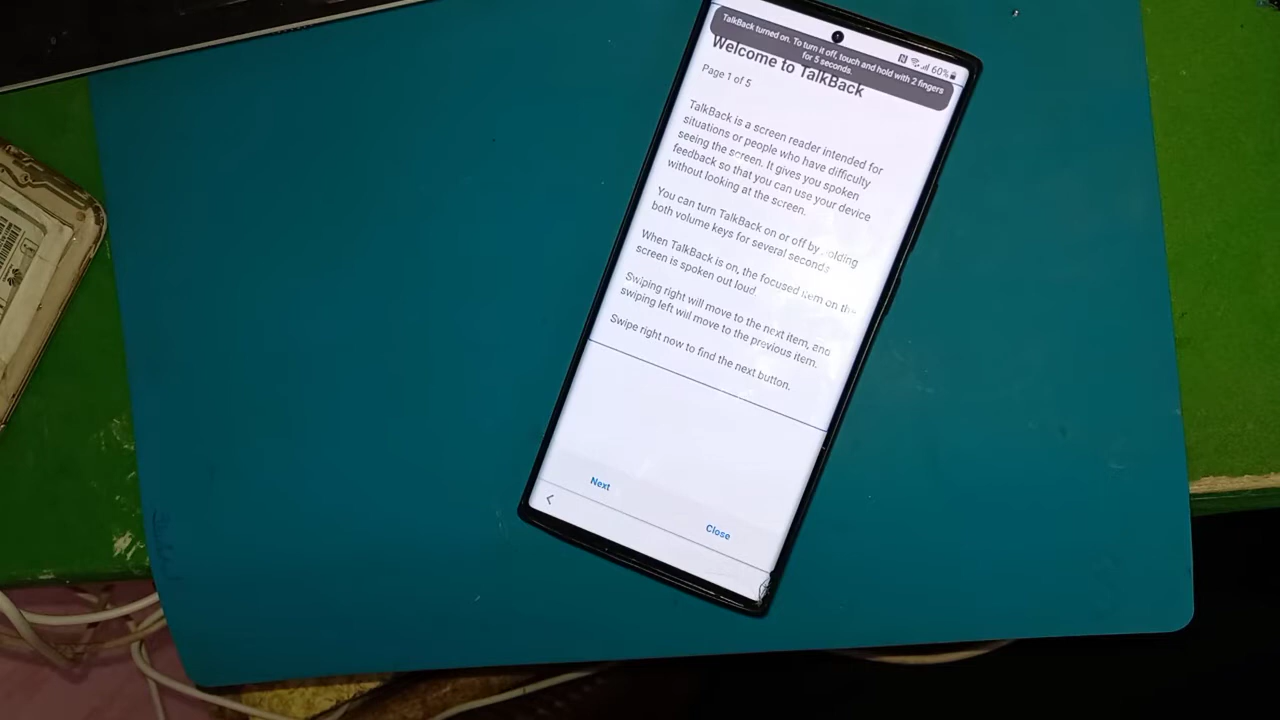 TalkBack turned on. To turn it off, touch and hold with 2 fingers
for 5 seconds.
60%
Welcome to TalkBack
Page 1 of 5
TalkBack is a screen reader intended for
situations or people who have difficulty
seeing the screen. It gives you spoken
feedback so that you can use your device
without looking at the screen.
You can turn TalkBack on or off by holding
both volume keys for several seconds
When TalkBack is on, the focused item on the
screen is spoken out loud
Swiping right will move to the next item, and
swiping left will move to the previous item.
Swipe right now to find the next button.
Next
Close